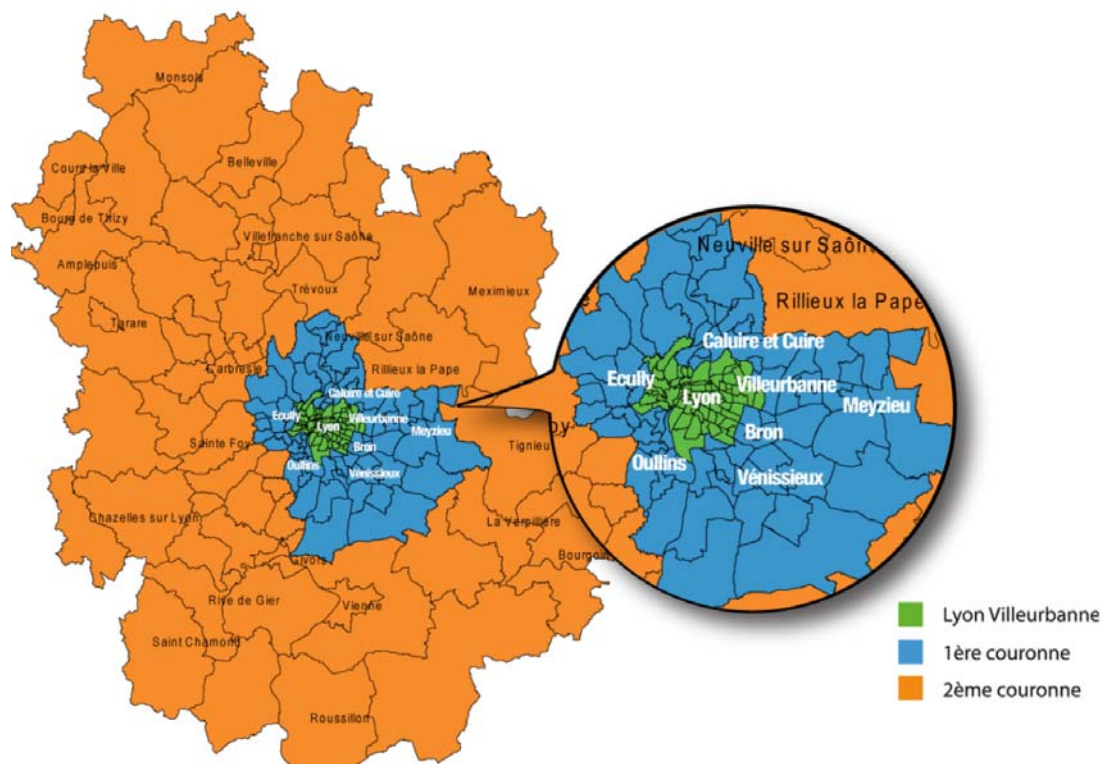 Monsols
Belleville
Cours la Ville
Bourg de Thizy
Villefranche sur Saône
Amplepuis
Trévoux
Meximieux
Tarare
Neuville sur Saône
L'arbresle
Rillieux la Pape
Caluire et Cuire
Ecully
Lyon
Villeurbanne
Meyzieu
Sainte Foy
Bron
Tignieu
Oullins
Vénissieux
Chazelles sur Lyon
La Verpillière
Givors
Bourgoin
Rive de Gier
Vienne
Saint Chamond
Roussillon
Neuville sur Saône
Rillieux la Pape
Caluire et Cuire
Ecully
Villeurbanne
Lyon
Meyzieu
Bron
Oullins
Vénissieux
Lyon Villeurbanne
1ère couronne
2ème couronne